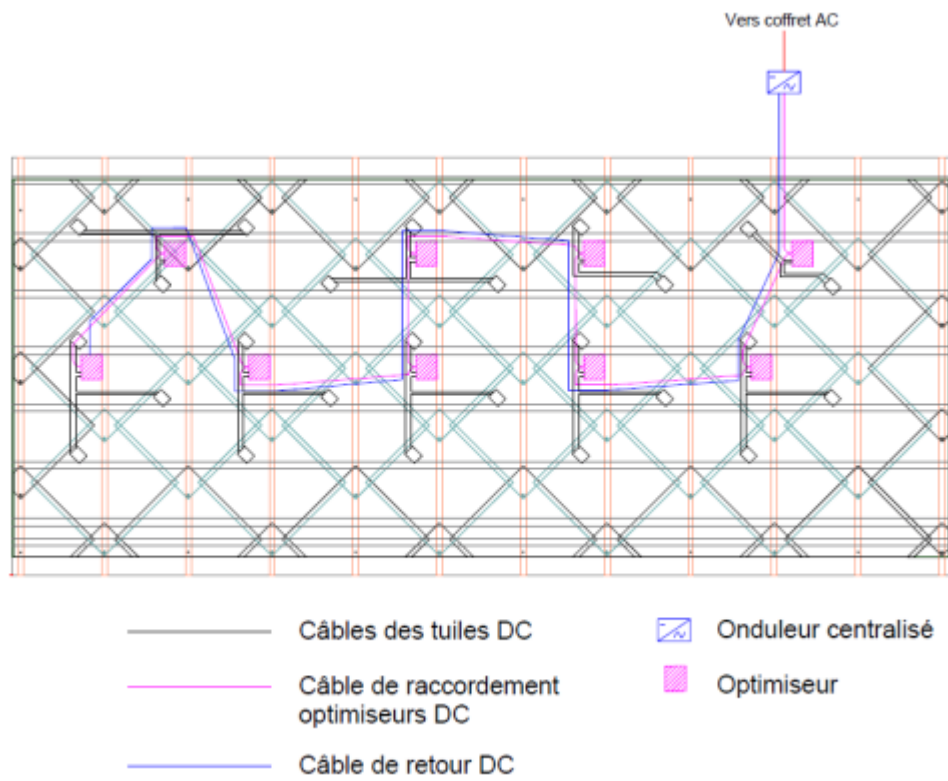 Vers coffret AC
Câbles des tuiles DC
Câble de raccordement
optimiseurs DC
Câble de retour DC
Onduleur centralisé
Optimiseur